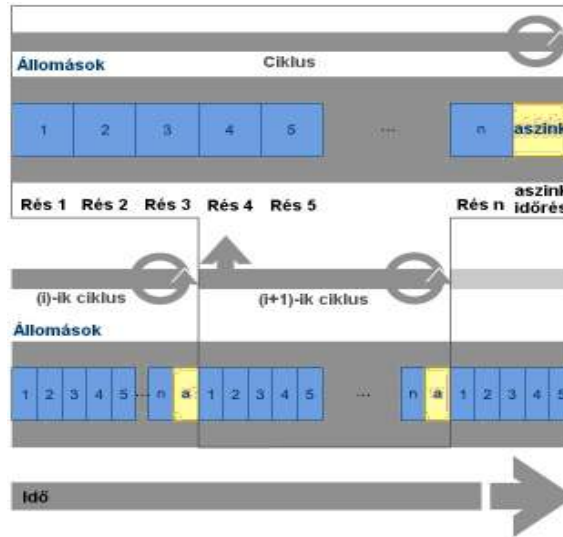 Ciklus
Állomások
1 2 3 4 5 ... n aszink
Rés 1 Rés 2 Rés 3 Rés 4 Rés 5 Rés n aszink
időrés
(i)-ik ciklus (i+1)-ik ciklus
Állomások
1 2 3 4 5 ... n a 1 2 3 4 5 ... n a 1 2 3 4 5
Idő